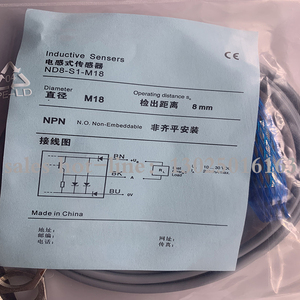 Inductive Sensors
电感式传感器
ND8-S1-M18
CE
Diameter
直径 M18
Operating distance sn
检出距离 8mm
NPN N.O. Non-Embeddable 非齐平安装
接线图
PN
BK
BU
Made in China
地址:
邮编:
电话:
网址:
传真: